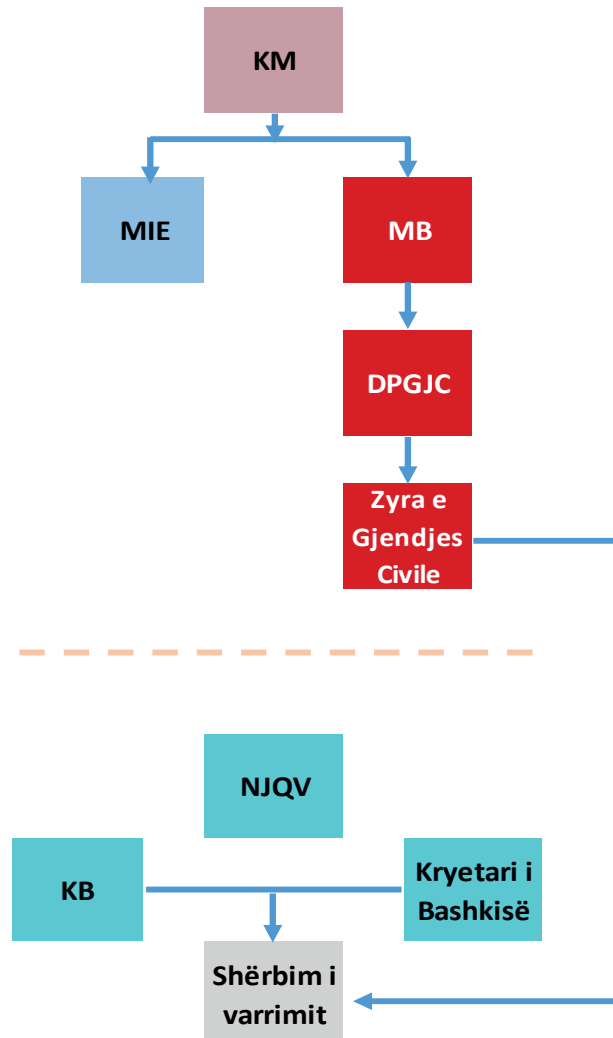 KM
MIE
MB
DPGJC
Zyra e
Gjendjes
Civile
NJQV
KB
Kryetari i
Bashkisë
Shërbim i
varrimit